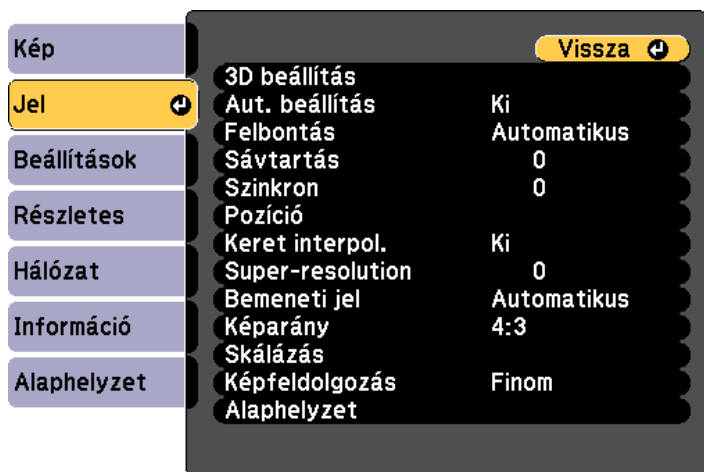 Kép
Jel
Beállítások
Részletes
Hálózat
Információ
Alaphelyzet
Vissza
3D beállítás
Aut. beállítás Ki
Felbontás Automatikus
Sávtartás 0
Szinkron 0
Pozíció
Keret interpol. Ki
Super-resolution 0
Bemeneti jel Automatikus
Képarány 4:3
Skálázás
Képfeldolgozás Finom
Alaphelyzet